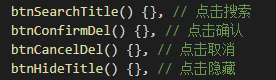 btnSearchTitle() {}, // 点击搜索
btnConfirmDel() {}, // 点击确认
btnCancelDel() {}, // 点击取消
btnHideTitle() {}, // 点击隐藏